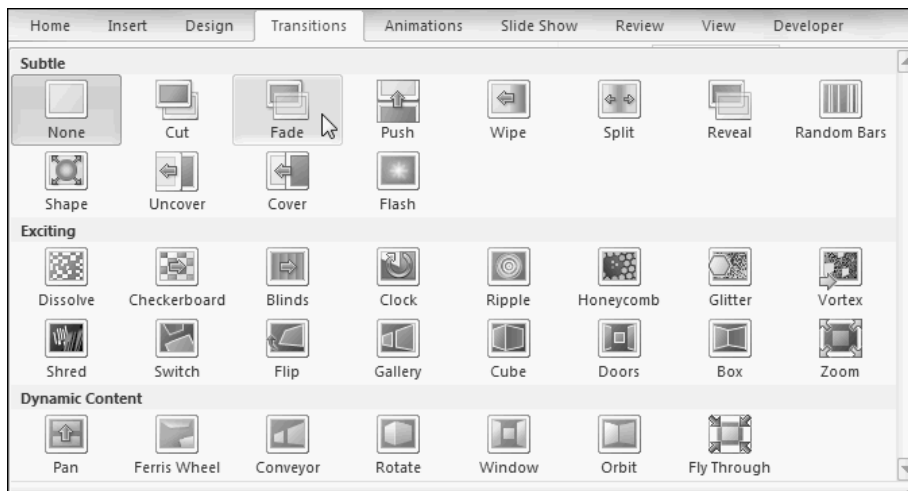 Home Insert Design Transitions Animations Slide Show Review View Developer
Subtle
None Cut Fade Push Wipe Split Reveal Random Bars
Shape Uncover Cover Flash
Exciting
Dissolve Checkerboard Blinds Clock Ripple Honeycomb Glitter Vortex
Shred Switch Flip Gallery Cube Doors Box Zoom
Dynamic Content
Pan Ferris Wheel Conveyor Rotate Window Orbit Fly Through